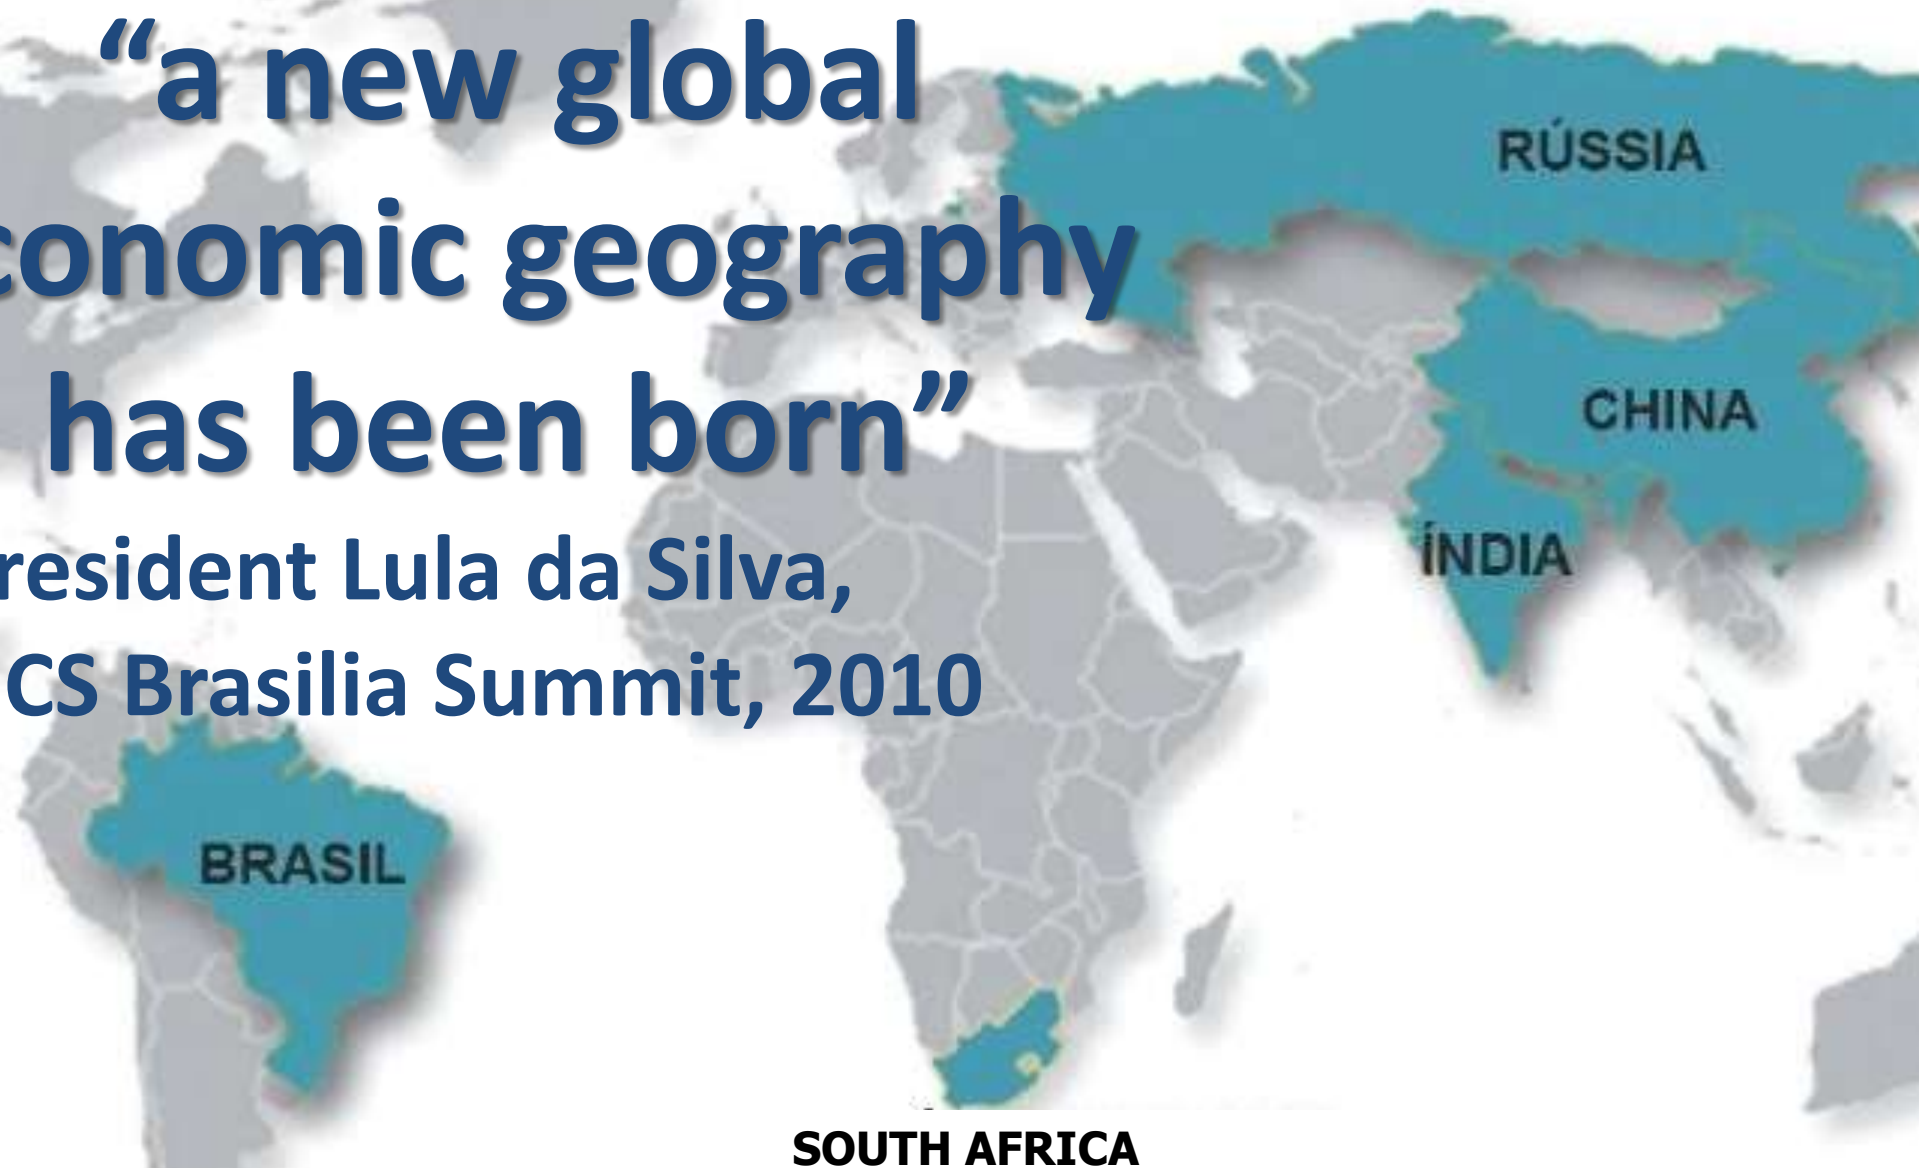 “a new global
conomic geography
has been born”
resident Lula da Silva,
CS Brasilia Summit, 2010
RÚSSIA
CHINA
ÍNDIA
BRASIL
SOUTH AFRICA